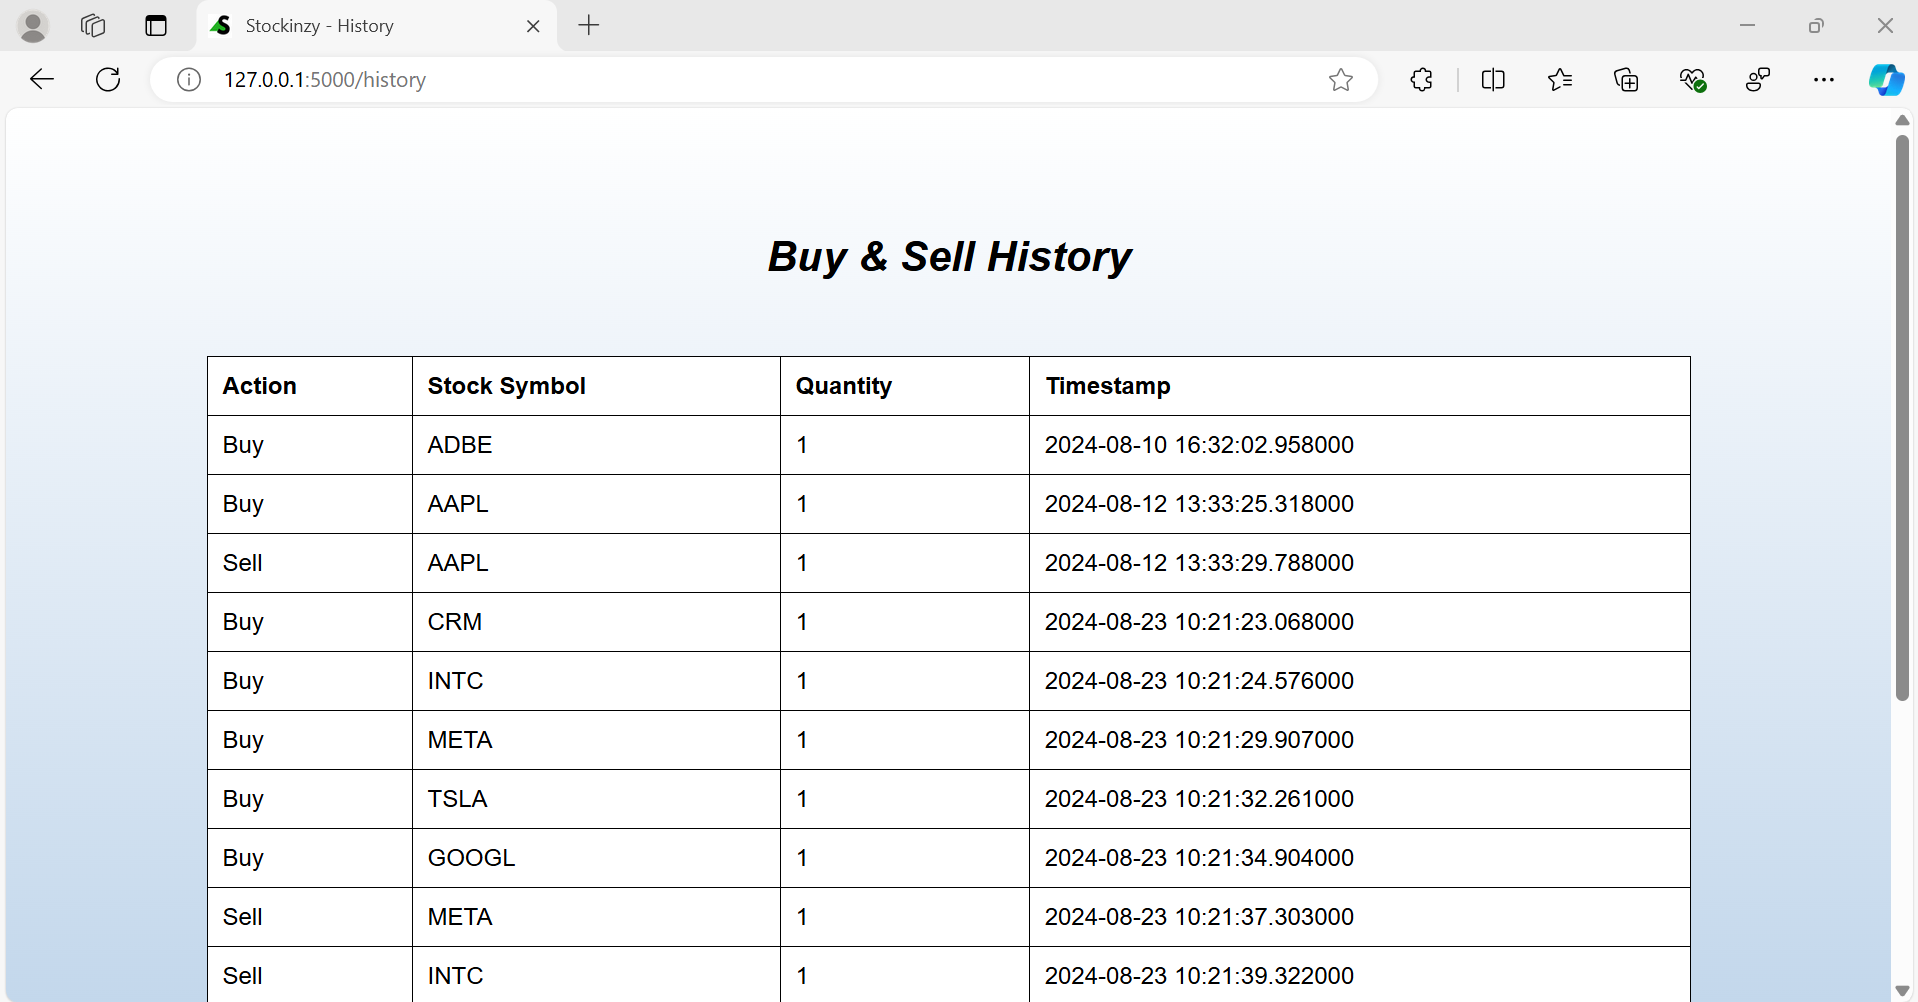 Stockinzy - History
127.0.0.1:5000/history
Buy & Sell History
Action Stock Symbol Quantity Timestamp
Buy ADBE 1 2024-08-10 16:32:02.958000
Buy AAPL 1 2024-08-12 13:33:25.318000
Sell AAPL 1 2024-08-12 13:33:29.788000
Buy CRM 1 2024-08-23 10:21:23.068000
Buy INTC 1 2024-08-23 10:21:24.576000
Buy META 1 2024-08-23 10:21:29.907000
Buy TSLA 1 2024-08-23 10:21:32.261000
Buy GOOGL 1 2024-08-23 10:21:34.904000
Sell META 1 2024-08-23 10:21:37.303000
Sell INTC 1 2024-08-23 10:21:39.322000